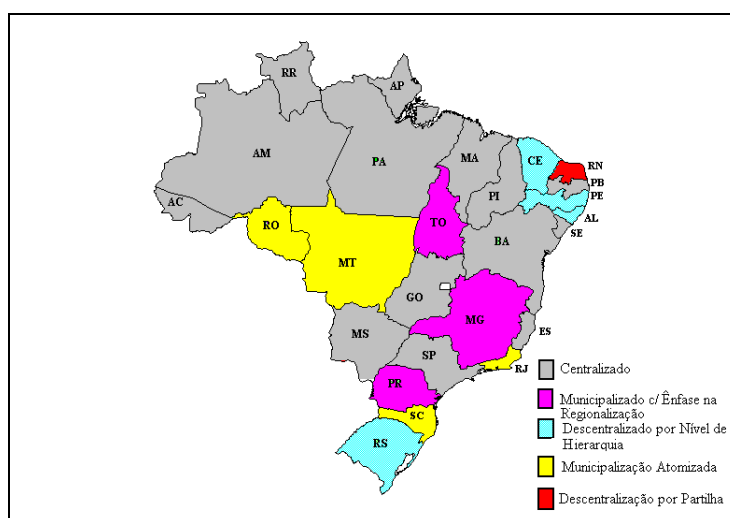 RR
AP
AM
PA
MA
CE
RN
PB
PE
AL
SE
PI
AC
TO
RO
BA
MT
GO
MG
MS
ES
SP
RJ
PR
SC
RS
Centralizado
Municipalizado c/ Ênfase na
Regionalização
Descentralizado por Nível de
Hierarquia
Municipalização Atomizada
Descentralização por Partilha